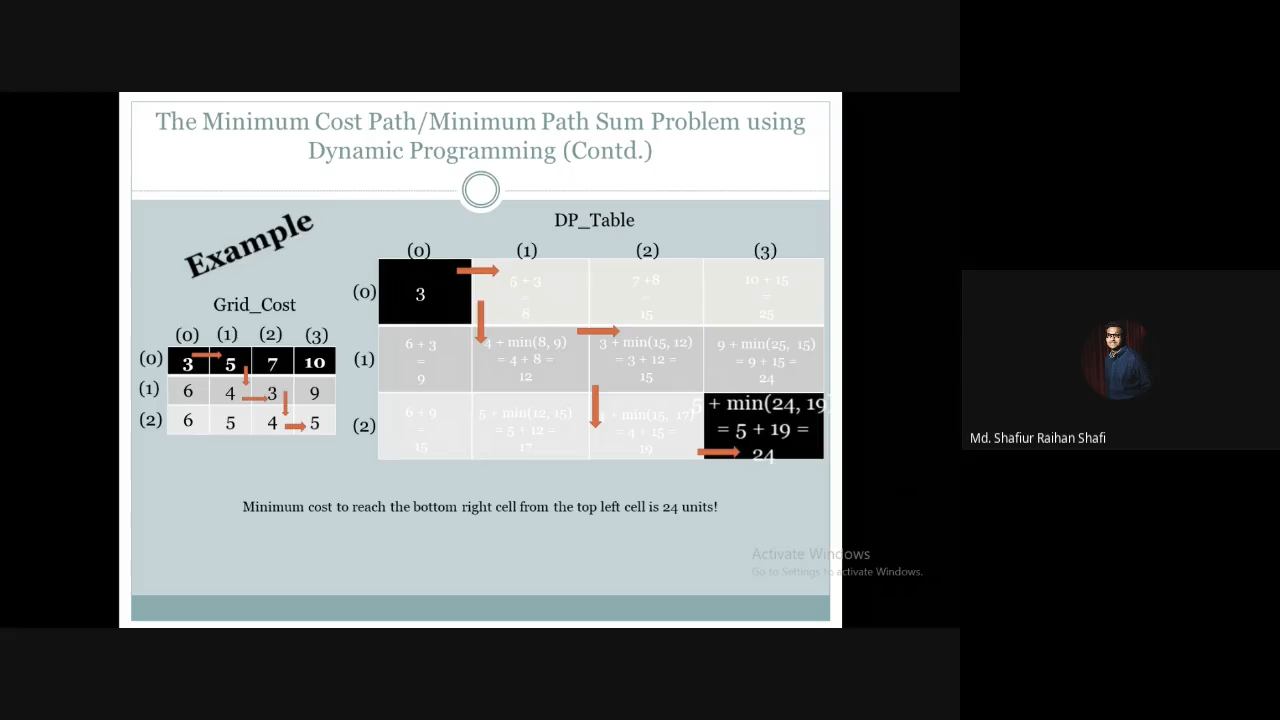 The Minimum Cost Path/Minimum Path Sum Problem using
Dynamic Programming (Contd.)
Example
DP_Table
(0) (1) (2) (3)
(0) 3 5 + 3 = 8 7 +8 = 15 10 + 15 = 25
(1) 6 + 3 = 9 4 + min(8, 9) = 4 + 8 = 12 3 + min(15, 12) = 3 + 12 = 15 9 + min(25, 15) = 9 + 15 = 24
(2) 6 + 9 = 15 5 + min(12, 15) = 5 + 12 = 17 + min(15, 17) = 4 + 15 = 19 5 + min(24, 19) = 5 + 19 = 24
Grid_Cost
(0) (1) (2) (3)
(0) 3 5 7 10
(1) 6 4 3 9
(2) 6 5 4 5
Minimum cost to reach the bottom right cell from the top left cell is 24 units!
Activate Windows
Go to Settings to activate Windows.
Md. Shafiur Raihan Shafi